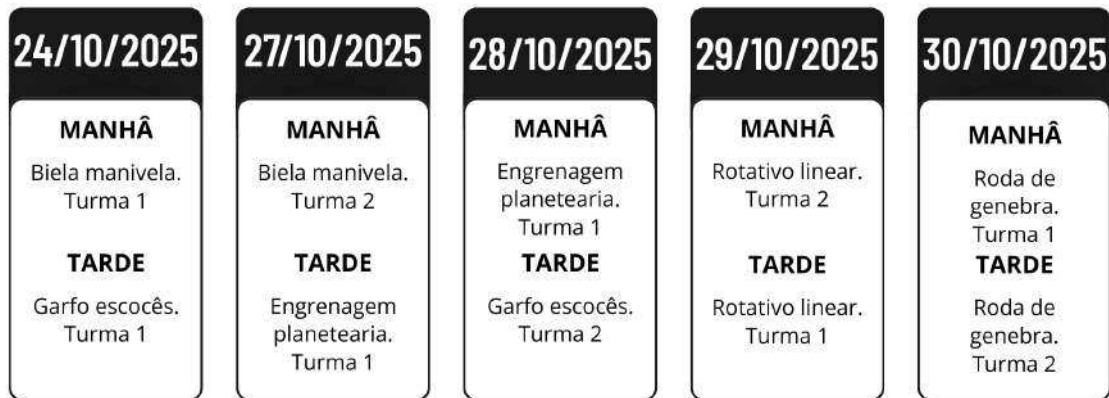 24/10/2025
MANHÂ
Biela manivela.
Turma 1
TARDE
Garfo escocês.
Turma 1
27/10/2025
MANHÂ
Biela manivela.
Turma 2
TARDE
Engrenagem
planetearia.
Turma 1
28/10/2025
MANHÂ
Engrenagem
planetearia.
Turma 1
TARDE
Garfo escocês.
Turma 2
29/10/2025
MANHÂ
Rotativo linear.
Turma 2
TARDE
Rotativo linear.
Turma 1
30/10/2025
MANHÂ
Roda de
genebra.
Turma 1
TARDE
Roda de
genebra.
Turma 2